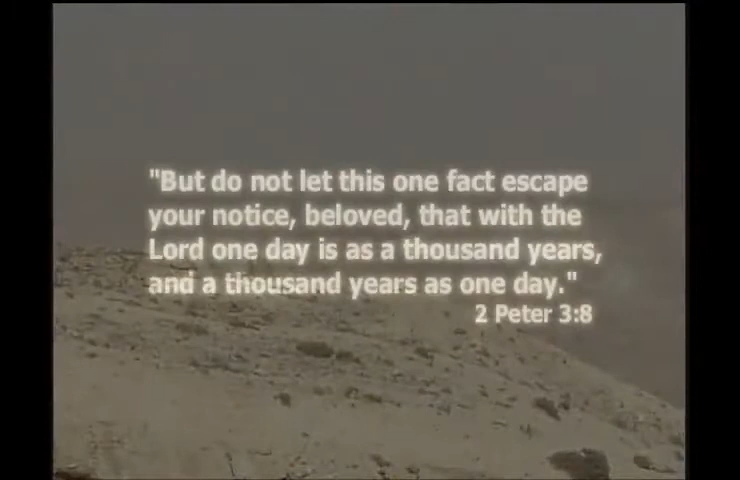 "But do not let this one fact escape
your notice, beloved, that with the
Lord one day is as a thousand years,
and a thousand years as one day."
2 Peter 3:8